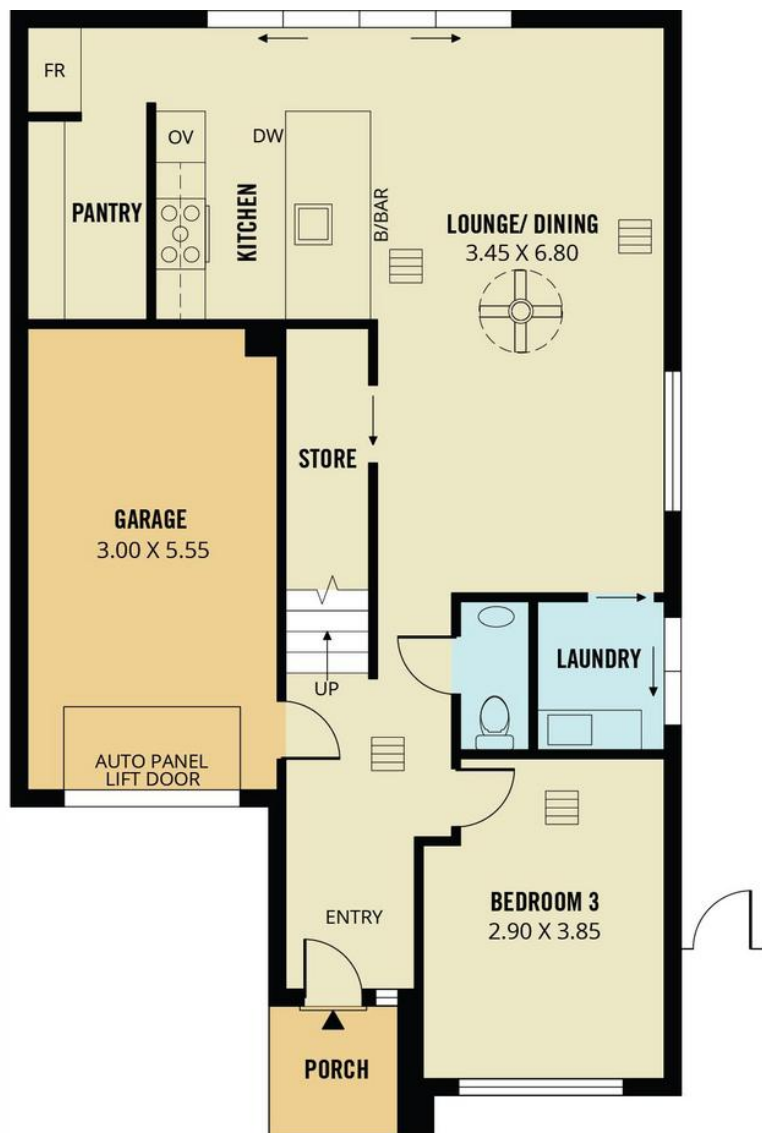 FR
OV
DW
PANTRY
KITCHEN
B/BAR
LOUNGE/ DINING
3.45 X 6.80
STORE
GARAGE
3.00 X 5.55
LAUNDRY
UP
AUTO PANEL
LIFT DOOR
BEDROOM 3
2.90 X 3.85
ENTRY
PORCH